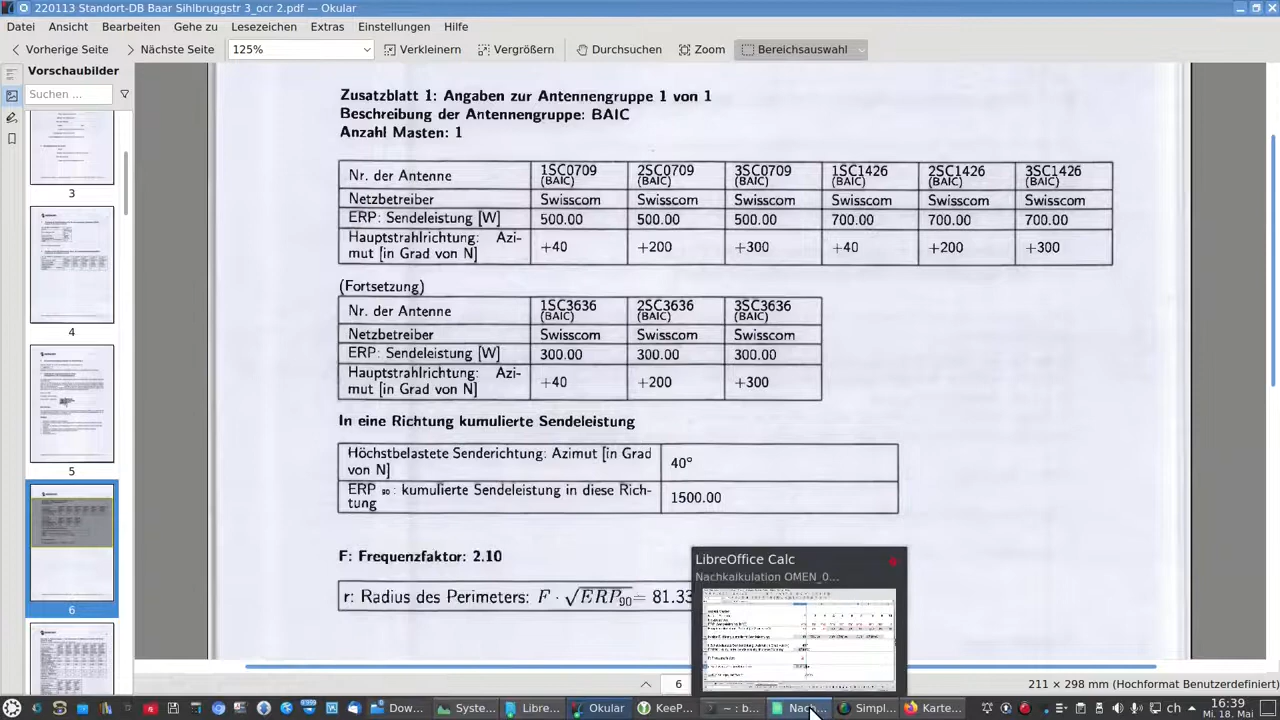 220113 Standort-DB Baar Sihlbruggstr 3_ocr 2.pdf — Okular
Datei Ansicht Bearbeiten Gehe zu Lesezeichen Extras Einstellungen Hilfe
Vorherige Seite Nächste Seite 125% Verkleinern Vergrößern Durchsuchen Zoom Bereichsauswahl
Vorschaubilder
Suchen ...
3
4
5
6
Zusatzblatt 1: Angaben zur Antennengruppe 1 von 1
Beschreibung der Antennengruppe: BAIC
Anzahl Masten: 1
Nr. der Antenne 1SC0709 (BAIC) 2SC0709 (BAIC) 3SC0709 (BAIC) 1SC1426 (BAIC) 2SC1426 (BAIC) 3SC1426 (BAIC)
Netzbetreiber Swisscom Swisscom Swisscom Swisscom Swisscom Swisscom
ERP: Sendeleistung [W] 500.00 500.00 500.00 700.00 700.00 700.00
Hauptstrahlrichtung: Azi-
mut [in Grad von N] +40 +200 +300 +40 +200 +300
(Fortsetzung)
Nr. der Antenne 1SC3636 (BAIC) 2SC3636 (BAIC) 3SC3636 (BAIC)
Netzbetreiber Swisscom Swisscom Swisscom
ERP: Sendeleistung [W] 300.00 300.00 300.00
Hauptstrahlrichtung: Azi-
mut [in Grad von N] +40 +200 +300
In eine Richtung kumulierte Sendeleistung
Höchstbelastete Senderichtung: Azimut [in Grad
von N] 40°
ERP 90: kumulierte Sendeleistung in diese Rich-
tung 1500.00
F: Frequenzfaktor: 2.10
r: Radius des Perimeters: F · √ERP90= 81.33
LibreOffice Calc
Nachkalkulation OMEN_0...
6
211 × 298 mm (Hochformat Benutzerdefiniert)
Dow... Syste... Libre... Okular KeeP... ~ : b... Nach... Simpl... Karte...
16:39
Mi. 18. Mai